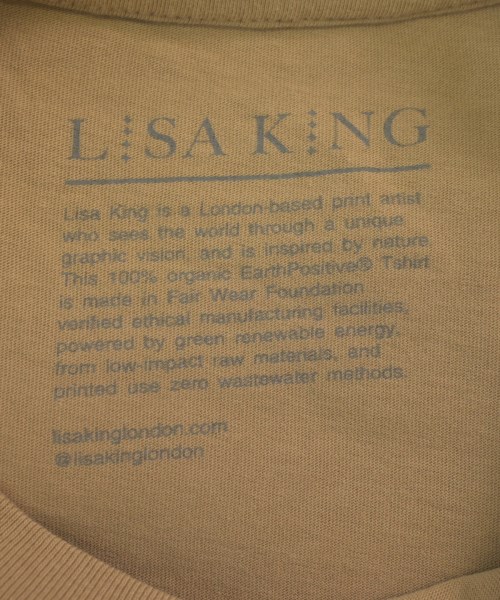 LISA KING
Lisa King is a London-based print artist
who sees the world through a unique
graphic vision, and is inspired by nature.
This 100% organic EarthPositive® Tshirt
is made in Fair Wear Foundation
verified ethical manufacturing facilities,
powered by green renewable energy,
from low-impact raw materials, and
printed use zero wastewater methods.
lisakinglondon.com
@lisakinglondon